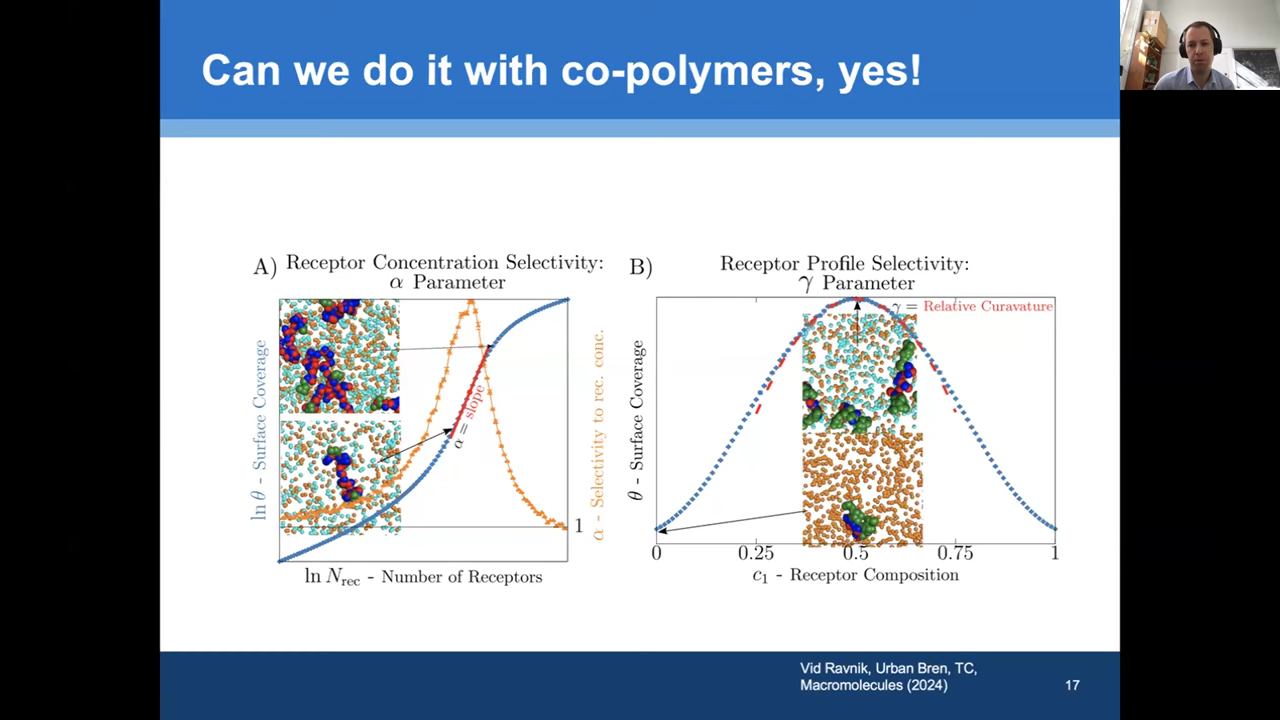 Can we do it with co-polymers, yes!
A) Receptor Concentration Selectivity:
α Parameter
ln θ - Surface Coverage
α = slope
1
α - Selectivity to rec. conc.
ln N_rec - Number of Receptors
B) Receptor Profile Selectivity:
γ Parameter
γ = Relative Curavature
θ - Surface Coverage
0 0.25 0.5 0.75 1
c₁ - Receptor Composition
Vid Ravnik, Urban Bren, TC,
Macromolecules (2024)
17